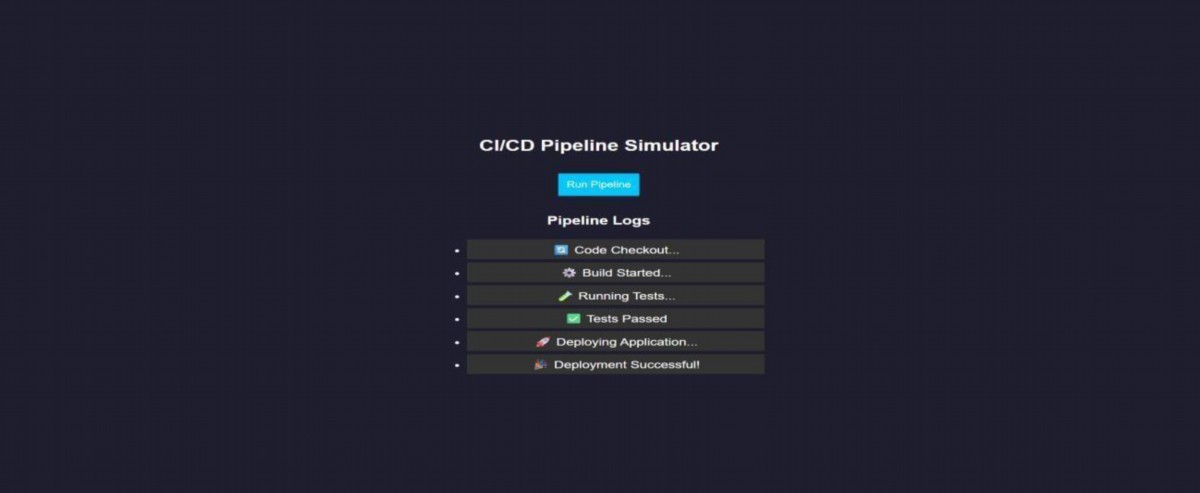 CI/CD Pipeline Simulator
Run Pipeline
Pipeline Logs
🔄 Code Checkout...
⚙️ Build Started...
🧪 Running Tests...
✅ Tests Passed
🚀 Deploying Application...
🎉 Deployment Successful!